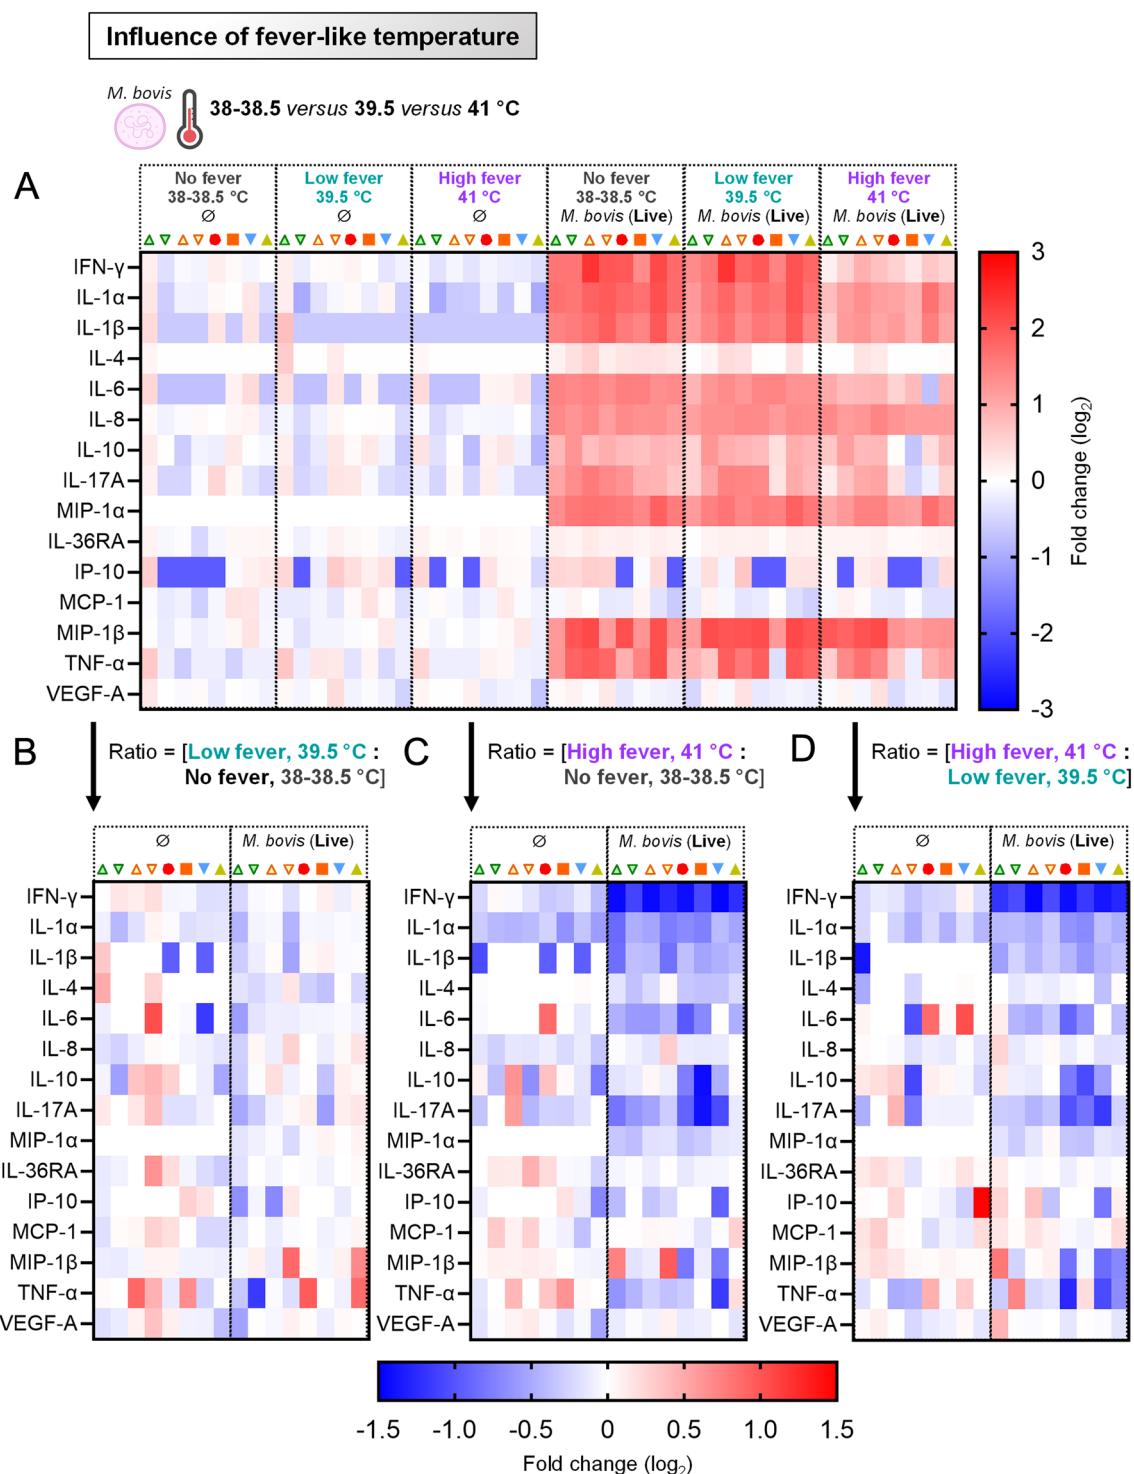 Influence of fever-like temperature
M. bovis
38-38.5 versus 39.5 versus 41 °C
A
No fever
38-38.5 °C
Ø
Low fever
39.5 °C
Ø
High fever
41 °C
Ø
No fever
38-38.5 °C
M. bovis (Live)
Low fever
39.5 °C
M. bovis (Live)
High fever
41 °C
M. bovis (Live)
IFN-γ
IL-1α
IL-1β
IL-4
IL-6
IL-8
IL-10
IL-17A
MIP-1α
IL-36RA
IP-10
MCP-1
MIP-1β
TNF-α
VEGF-A
3
2
1
0
-1
-2
-3
Fold change (log2)
B
Ratio = [Low fever, 39.5 °C :
No fever, 38-38.5 °C]
Ø
M. bovis (Live)
IFN-γ
IL-1α
IL-1β
IL-4
IL-6
IL-8
IL-10
IL-17A
MIP-1α
IL-36RA
IP-10
MCP-1
MIP-1β
TNF-α
VEGF-A
C
Ratio = [High fever, 41 °C :
No fever, 38-38.5 °C]
Ø
M. bovis (Live)
IFN-γ
IL-1α
IL-1β
IL-4
IL-6
IL-8
IL-10
IL-17A
MIP-1α
IL-36RA
IP-10
MCP-1
MIP-1β
TNF-α
VEGF-A
D
Ratio = [High fever, 41 °C :
Low fever, 39.5 °C]
Ø
M. bovis (Live)
IFN-γ
IL-1α
IL-1β
IL-4
IL-6
IL-8
IL-10
IL-17A
MIP-1α
IL-36RA
IP-10
MCP-1
MIP-1β
TNF-α
VEGF-A
-1.5 -1.0 -0.5 0 0.5 1.0 1.5
Fold change (log2)